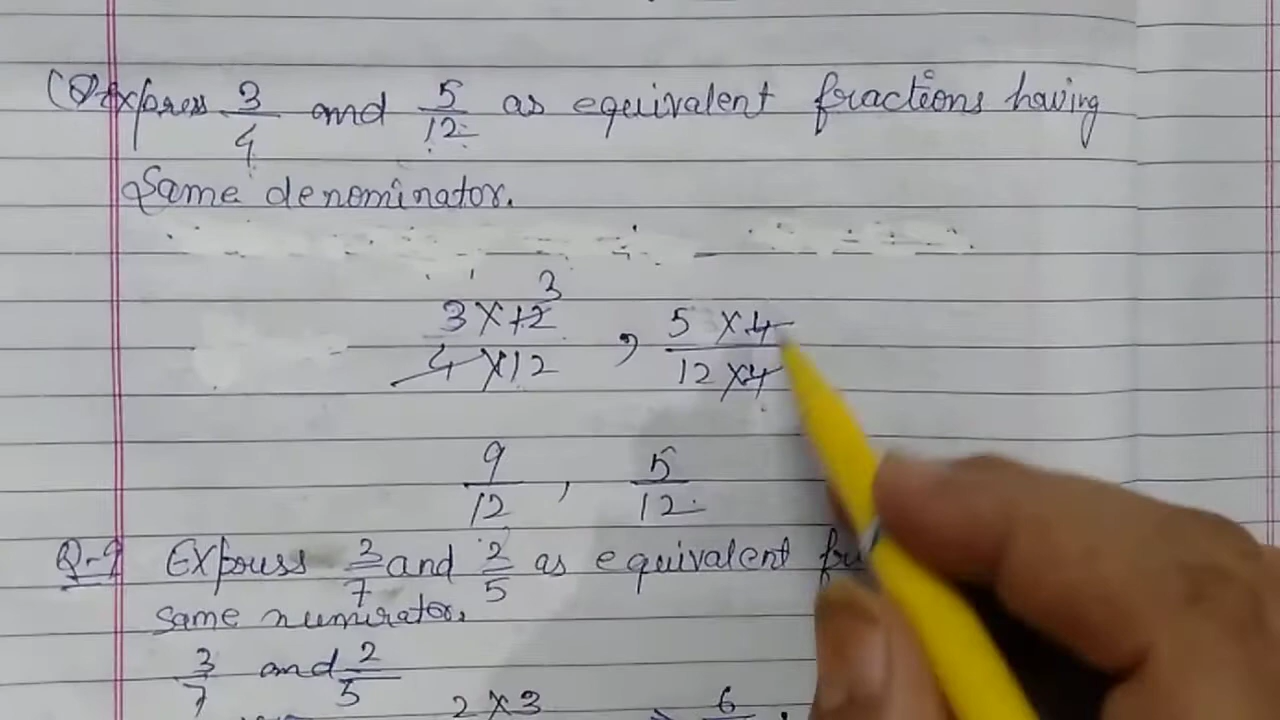 (8) Express 3/4 and 5/12 as equivalent fractions having
Same denominator.
3
3 X 12 / 4 X 12 , 5 X 4 / 12 X 4
9/12 , 5/12
Q-9 Express 3/7 and 2/5 as equivalent
same numirator.
3/7 and 2/5
2 X 3 6